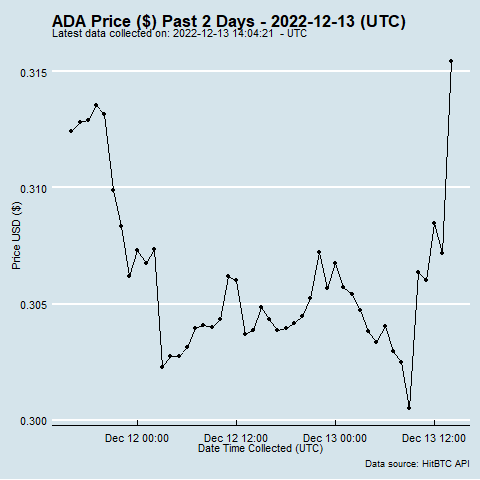 ADA Price ($) Past 2 Days - 2022-12-13 (UTC)
Latest data collected on: 2022-12-13 14:04:21 - UTC
0.315
0.310
0.305
0.300
Price USD ($)
Dec 12 00:00 Dec 12 12:00 Dec 13 00:00 Dec 13 12:00
Date Time Collected (UTC)
Data source: HitBTC API